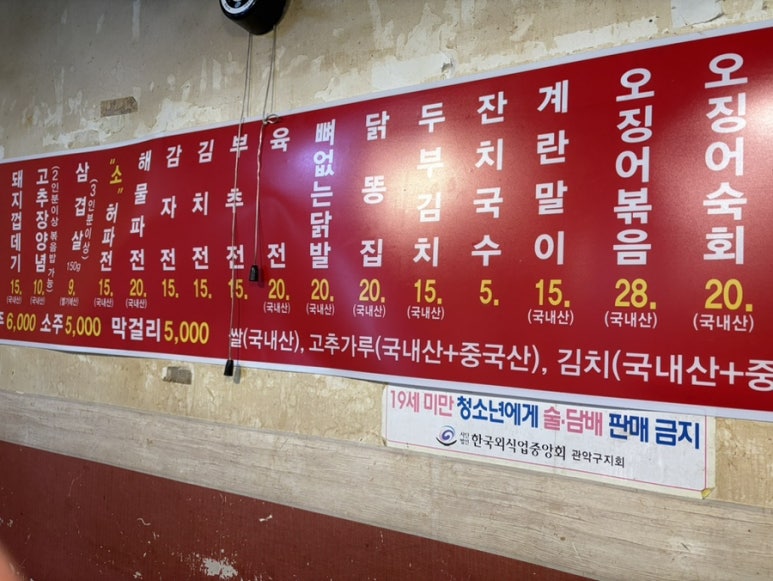 돼지껍데기
15.
(국내산)
고추장양념
(2인분이상 볶음밥 가능)
10.
(국내산)
삼겹살
(3인분이상)
150g
9.
(벨기에산)
"소"허파전
15.
(국내산)
해물파전
20.
(국내산)
감자전
15.
김치전
15.
부추전
15.
육전
20.
(국내산)
뼈없는닭발
20.
(국내산)
닭똥집
20.
(국내산)
두부김치
15.
(국내산)
잔치국수
5.
계란말이
15.
(국내산)
오징어볶음
28.
(국내산)
오징어숙회
20.
(국내산)
주 6,000 소주 5,000 막걸리 5,000
쌀(국내산), 고추가루(국내산+중국산), 김치(국내산+중
19세 미만 청소년에게 술·담배 판매 금지
사단법인 한국외식업중앙회 관악구지회